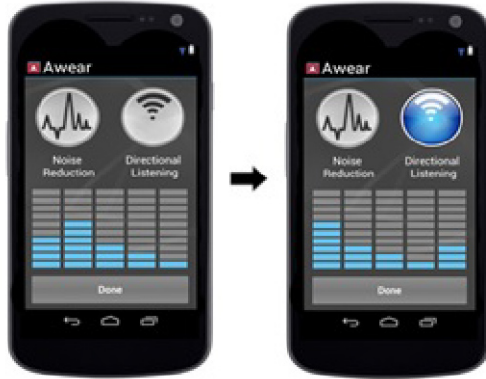 Awear
Noise
Reduction
Directional
Listening
Done
Awear
Noise
Reduction
Directional
Listening
Done